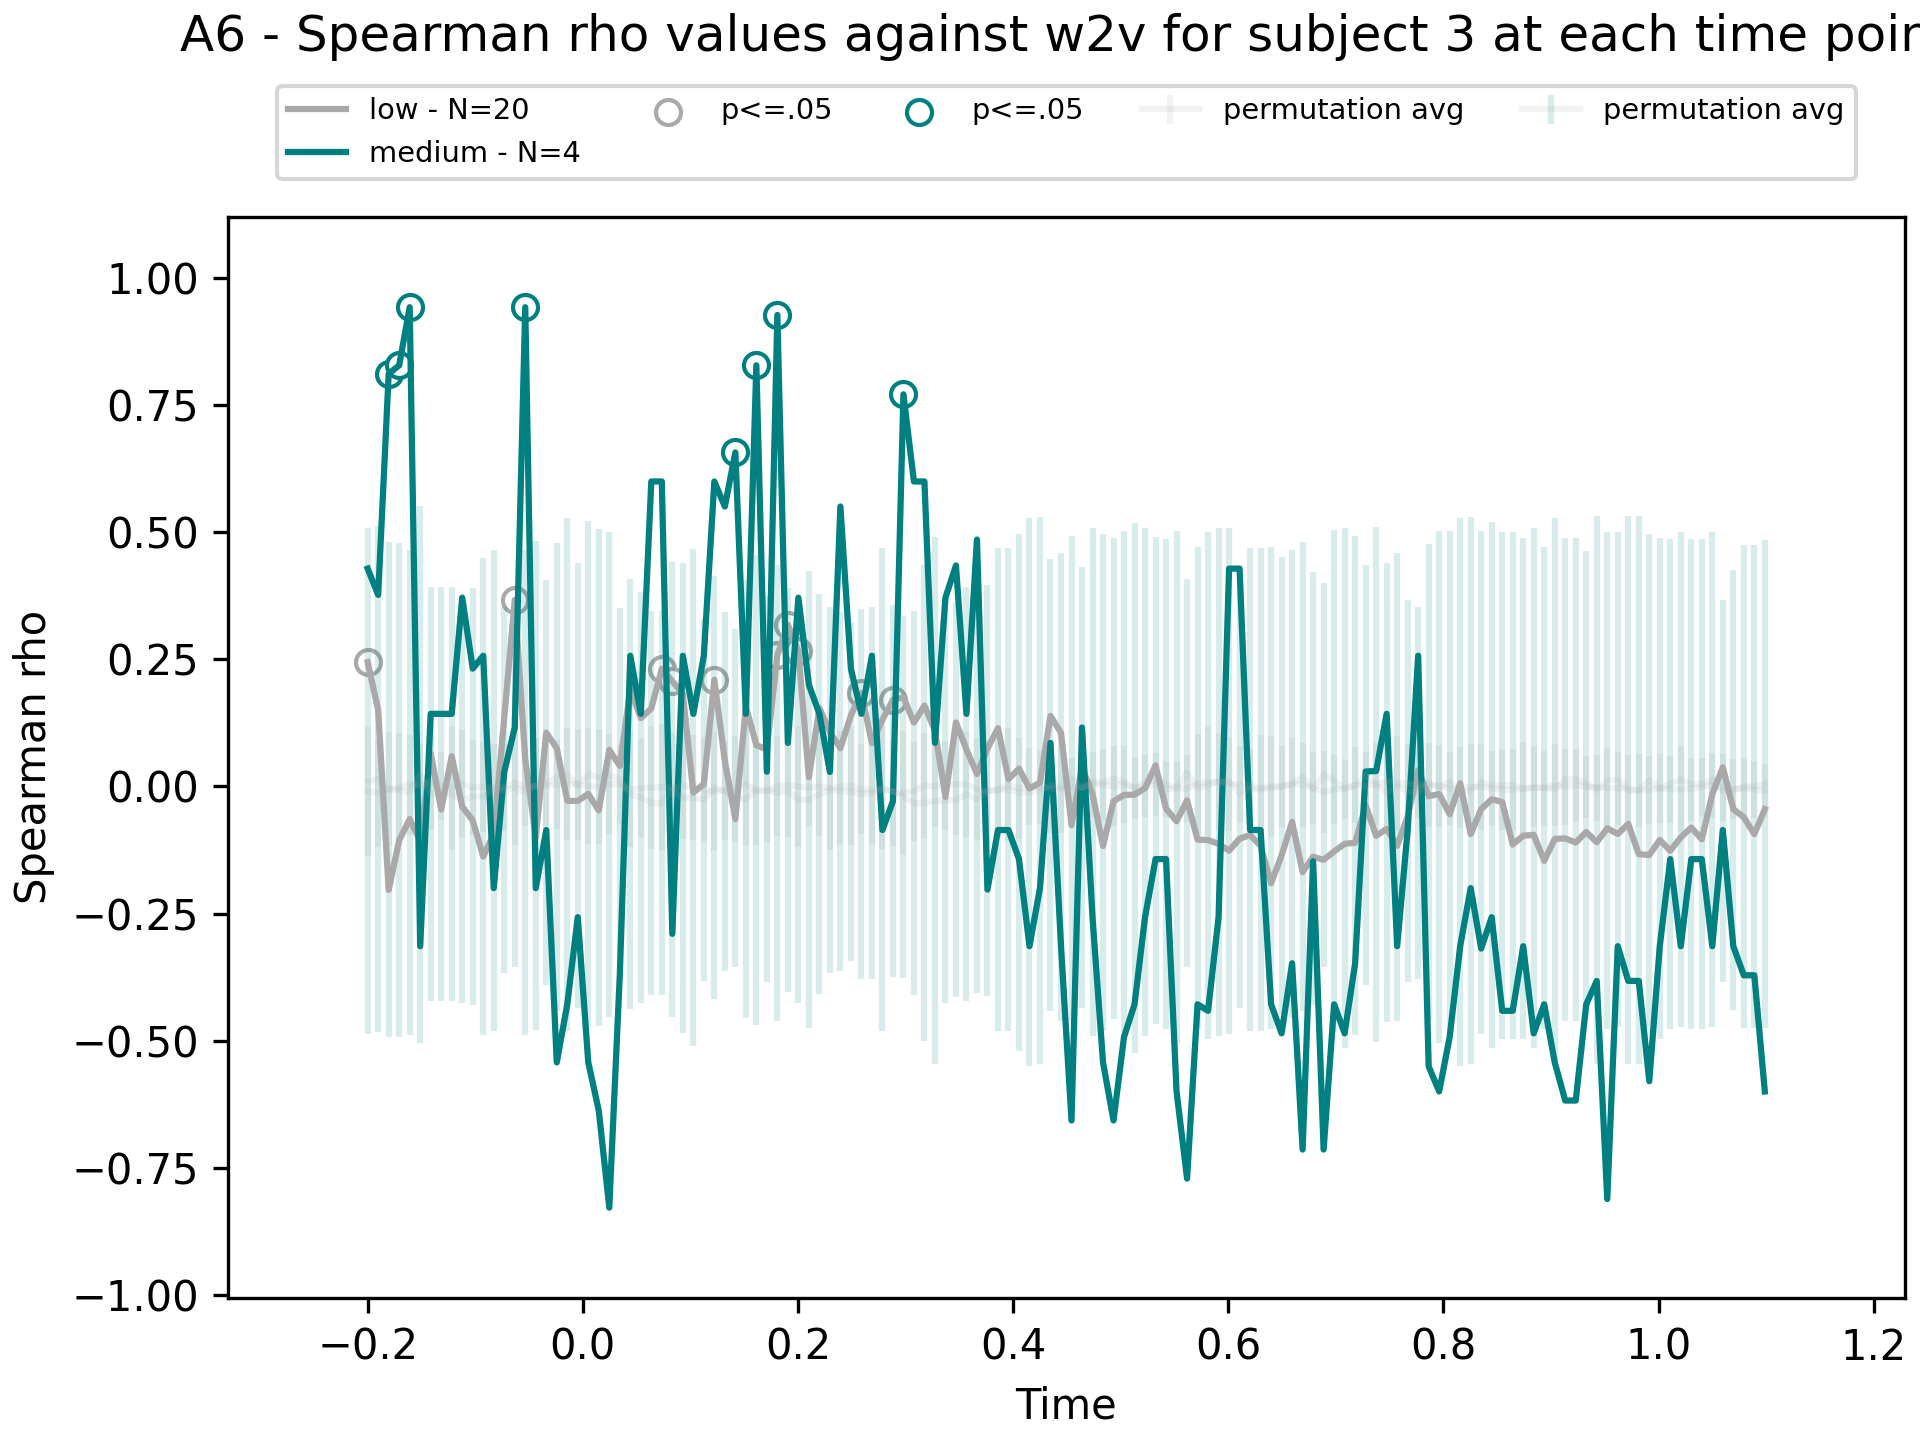 A6 - Spearman rho values against w2v for subject 3 at each time poin
low - N=20
medium - N=4
p<=.05
p<=.05
permutation avg
permutation avg
Spearman rho
1.00
0.75
0.50
0.25
0.00
−0.25
−0.50
−0.75
−1.00
−0.2
0.0
0.2
0.4
0.6
0.8
1.0
1.2
Time